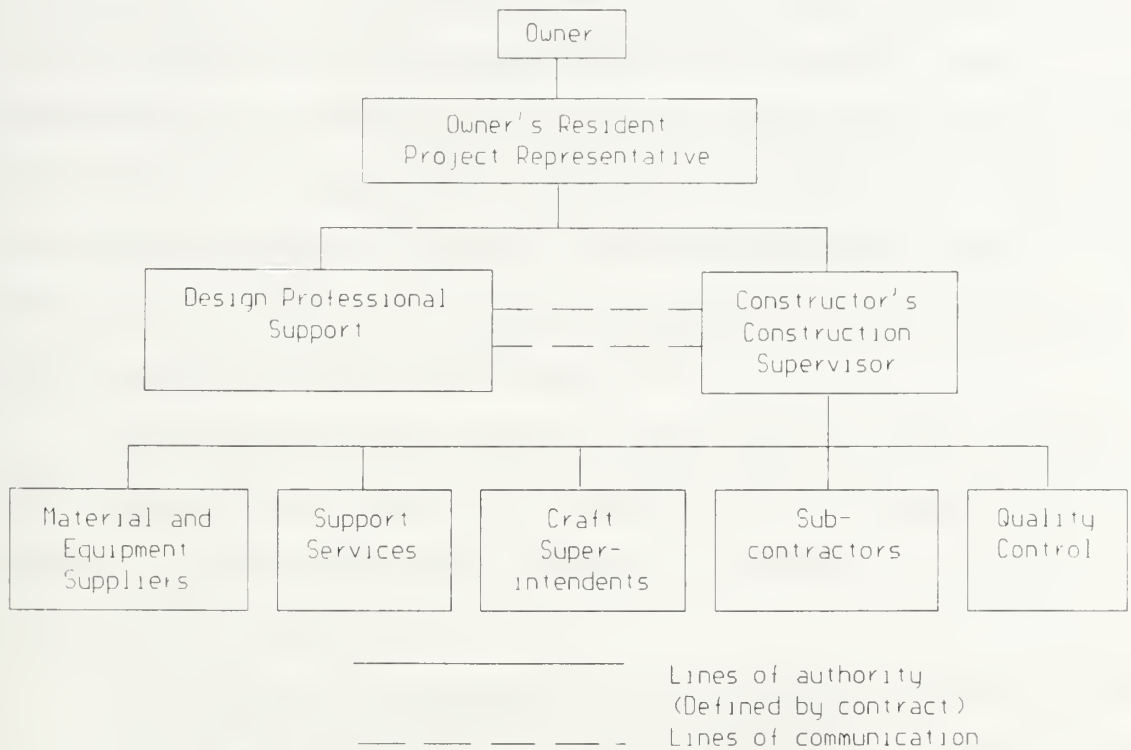 Owner
Owner's Resident
Project Representative
Design Professional
Support
Constructor's
Construction
Supervisor
Material and
Equipment
Suppliers
Support
Services
Craft
Super-
intendents
Sub-
contractors
Quality
Control
Lines of authority
(Defined by contract)
Lines of communication